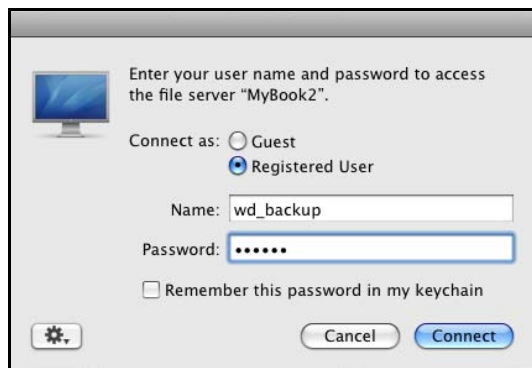 Enter your user name and password to access
the file server “MyBook2”.
Connect as: Guest
Registered User
Name: wd_backup
Password: ••••••
Remember this password in my keychain
Cancel Connect